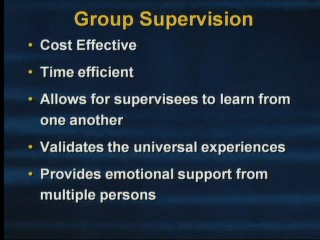 Group Supervision
• Cost Effective
• Time efficient
• Allows for supervisees to learn from
one another
• Validates the universal experiences
• Provides emotional support from
multiple persons